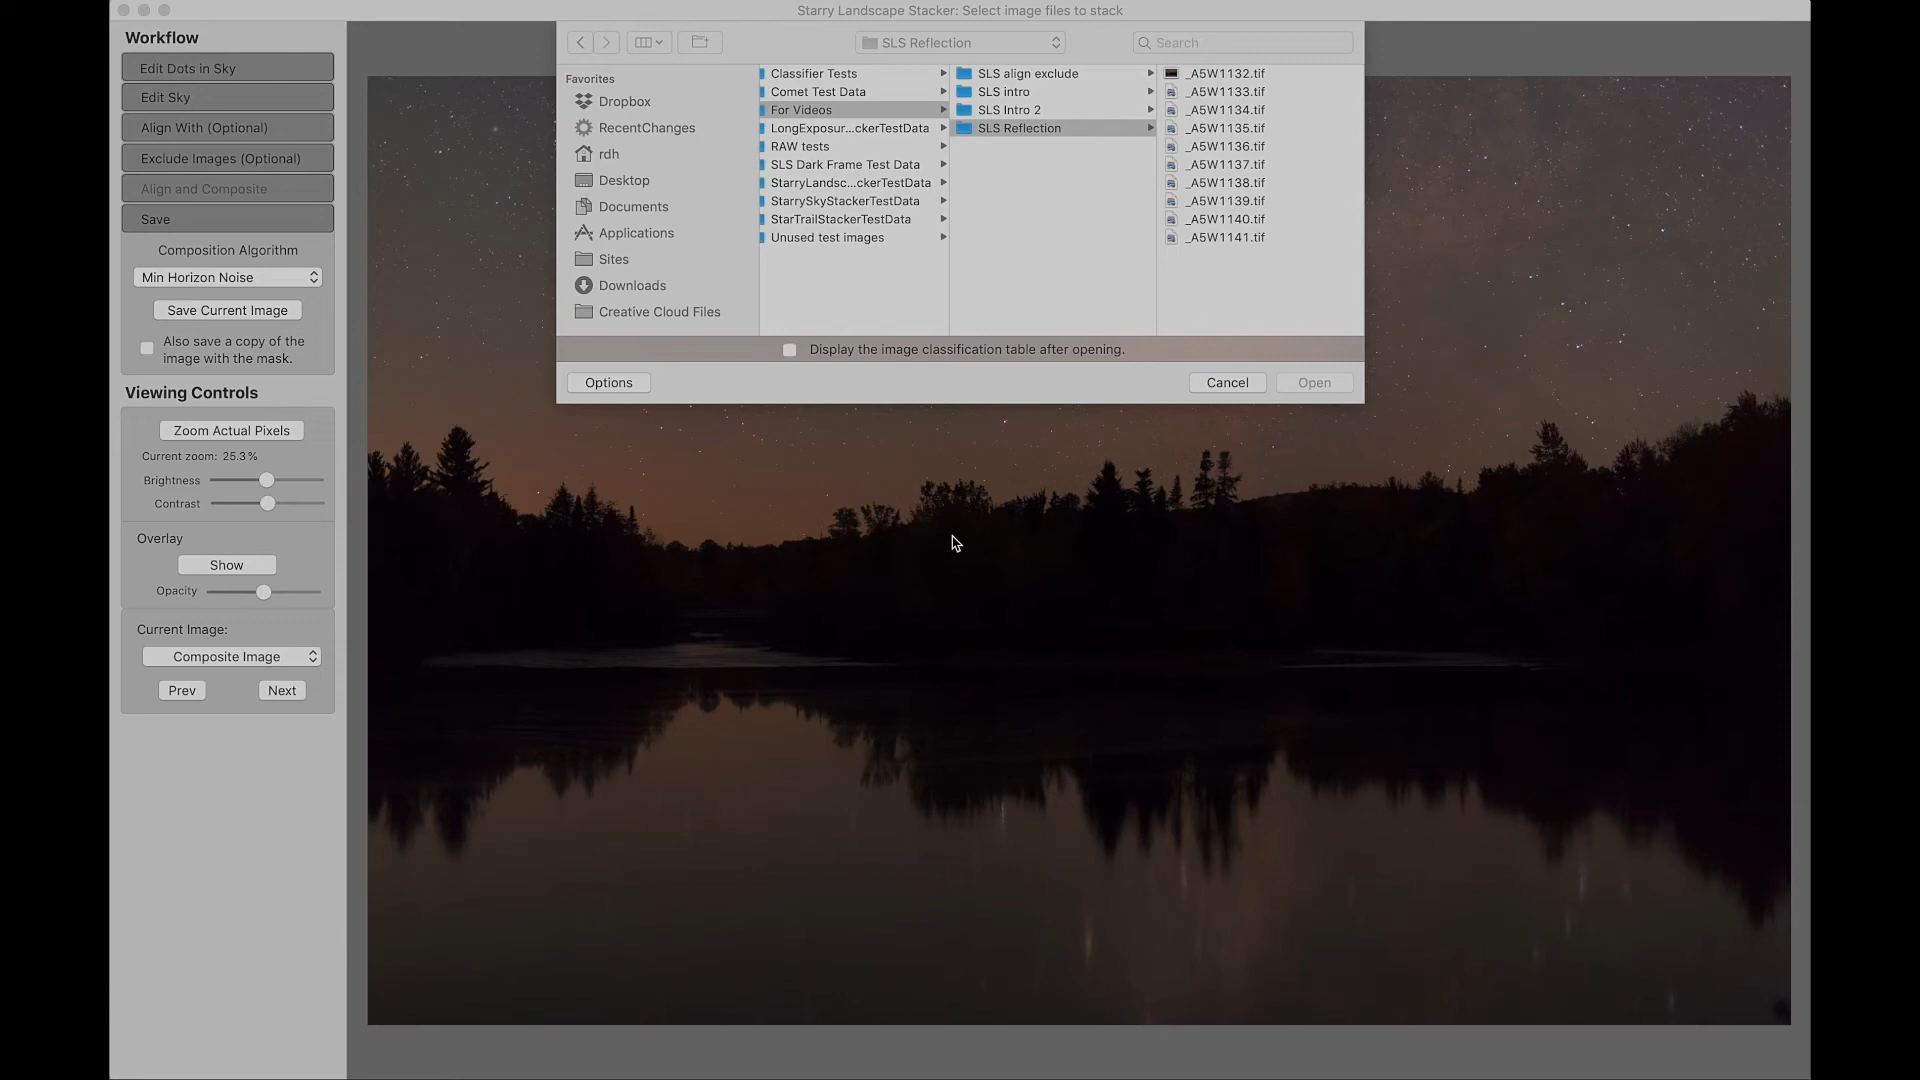 Starry Landscape Stacker: Select image files to stack
Workflow
Edit Dots in Sky
Edit Sky
Align With (Optional)
Exclude Images (Optional)
Align and Composite
Save
Composition Algorithm
Min Horizon Noise
Save Current Image
Also save a copy of the
image with the mask.
Viewing Controls
Zoom Actual Pixels
Current zoom: 25.3%
Brightness
Contrast
Overlay
Show
Opacity
Current Image:
Composite Image
Prev
Next
SLS Reflection
Search
Favorites
Dropbox
RecentChanges
rdh
Desktop
Documents
Applications
Sites
Downloads
Creative Cloud Files
Classifier Tests
Comet Test Data
For Videos
LongExposur...ckerTestData
RAW tests
SLS Dark Frame Test Data
StarryLandsc...ckerTestData
StarrySkyStackerTestData
StarTrailStackerTestData
Unused test images
SLS align exclude
SLS intro
SLS Intro 2
SLS Reflection
_A5W1132.tif
_A5W1133.tif
_A5W1134.tif
_A5W1135.tif
_A5W1136.tif
_A5W1137.tif
_A5W1138.tif
_A5W1139.tif
_A5W1140.tif
_A5W1141.tif
Display the image classification table after opening.
Options
Cancel
Open